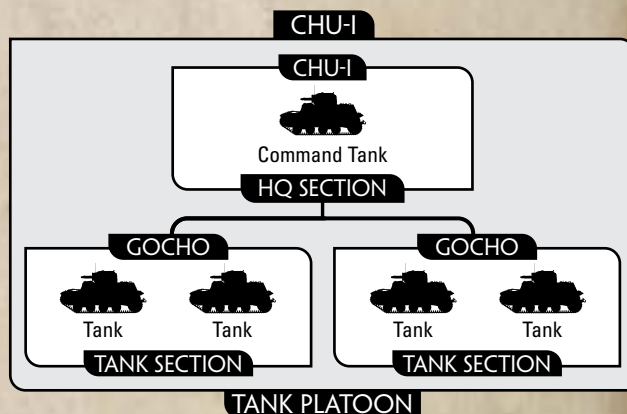 CHU-I
CHU-I
Command Tank
HQ SECTION
GOCHO GOCHO
Tank Tank Tank Tank
TANK SECTION TANK SECTION
TANK PLATOON